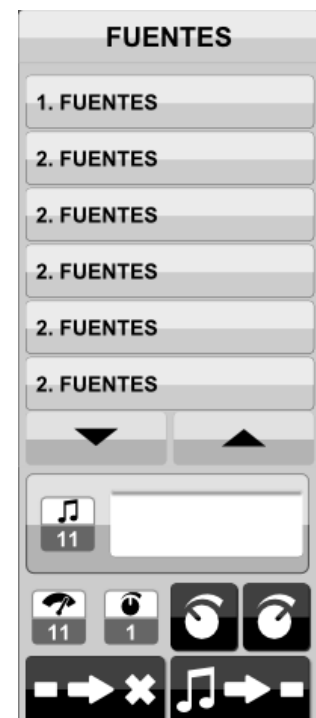 FUENTES
1. FUENTES
2. FUENTES
2. FUENTES
2. FUENTES
2. FUENTES
2. FUENTES
11
11
1